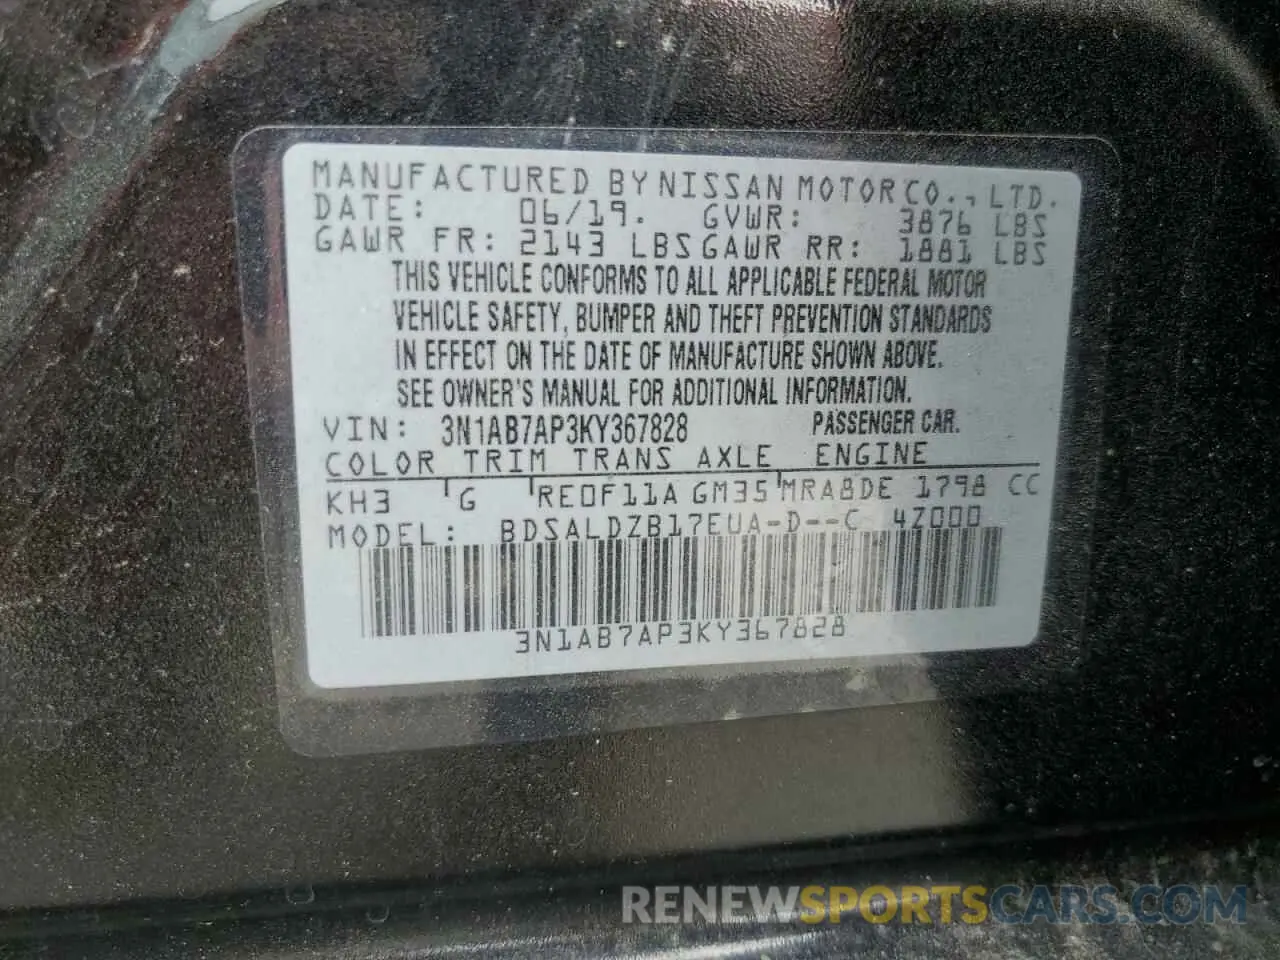 MANUFACTURED BY NISSAN MOTOR CO., LTD.
DATE: 06/19. GVWR: 3876 LBS
GAWR FR: 2143 LBS GAWR RR: 1881 LBS
THIS VEHICLE CONFORMS TO ALL APPLICABLE FEDERAL MOTOR
VEHICLE SAFETY, BUMPER AND THEFT PREVENTION STANDARDS
IN EFFECT ON THE DATE OF MANUFACTURE SHOWN ABOVE.
SEE OWNER'S MANUAL FOR ADDITIONAL INFORMATION.
VIN: 3N1AB7AP3KY367828 PASSENGER CAR.
COLOR TRIM TRANS AXLE ENGINE
KH3 G RE0F11A GM35 MRA8DE 1798 CC
MODEL: BDSALDZB17EUA-D--C 4Z000
3N1AB7AP3KY367828
RENEWSPORTSCARS.COM